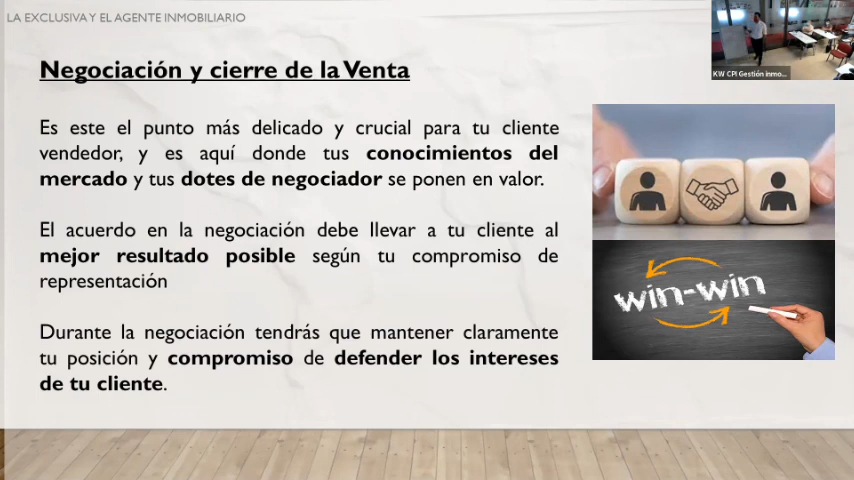 LA EXCLUSIVA Y EL AGENTE INMOBILIARIO
KW CPI Gestión inmo...
Negociación y cierre de la Venta
Es este el punto más delicado y crucial para tu cliente
vendedor, y es aquí donde tus conocimientos del
mercado y tus dotes de negociador se ponen en valor.
El acuerdo en la negociación debe llevar a tu cliente al
mejor resultado posible según tu compromiso de
representación
Durante la negociación tendrás que mantener claramente
tu posición y compromiso de defender los intereses
de tu cliente.
win-win